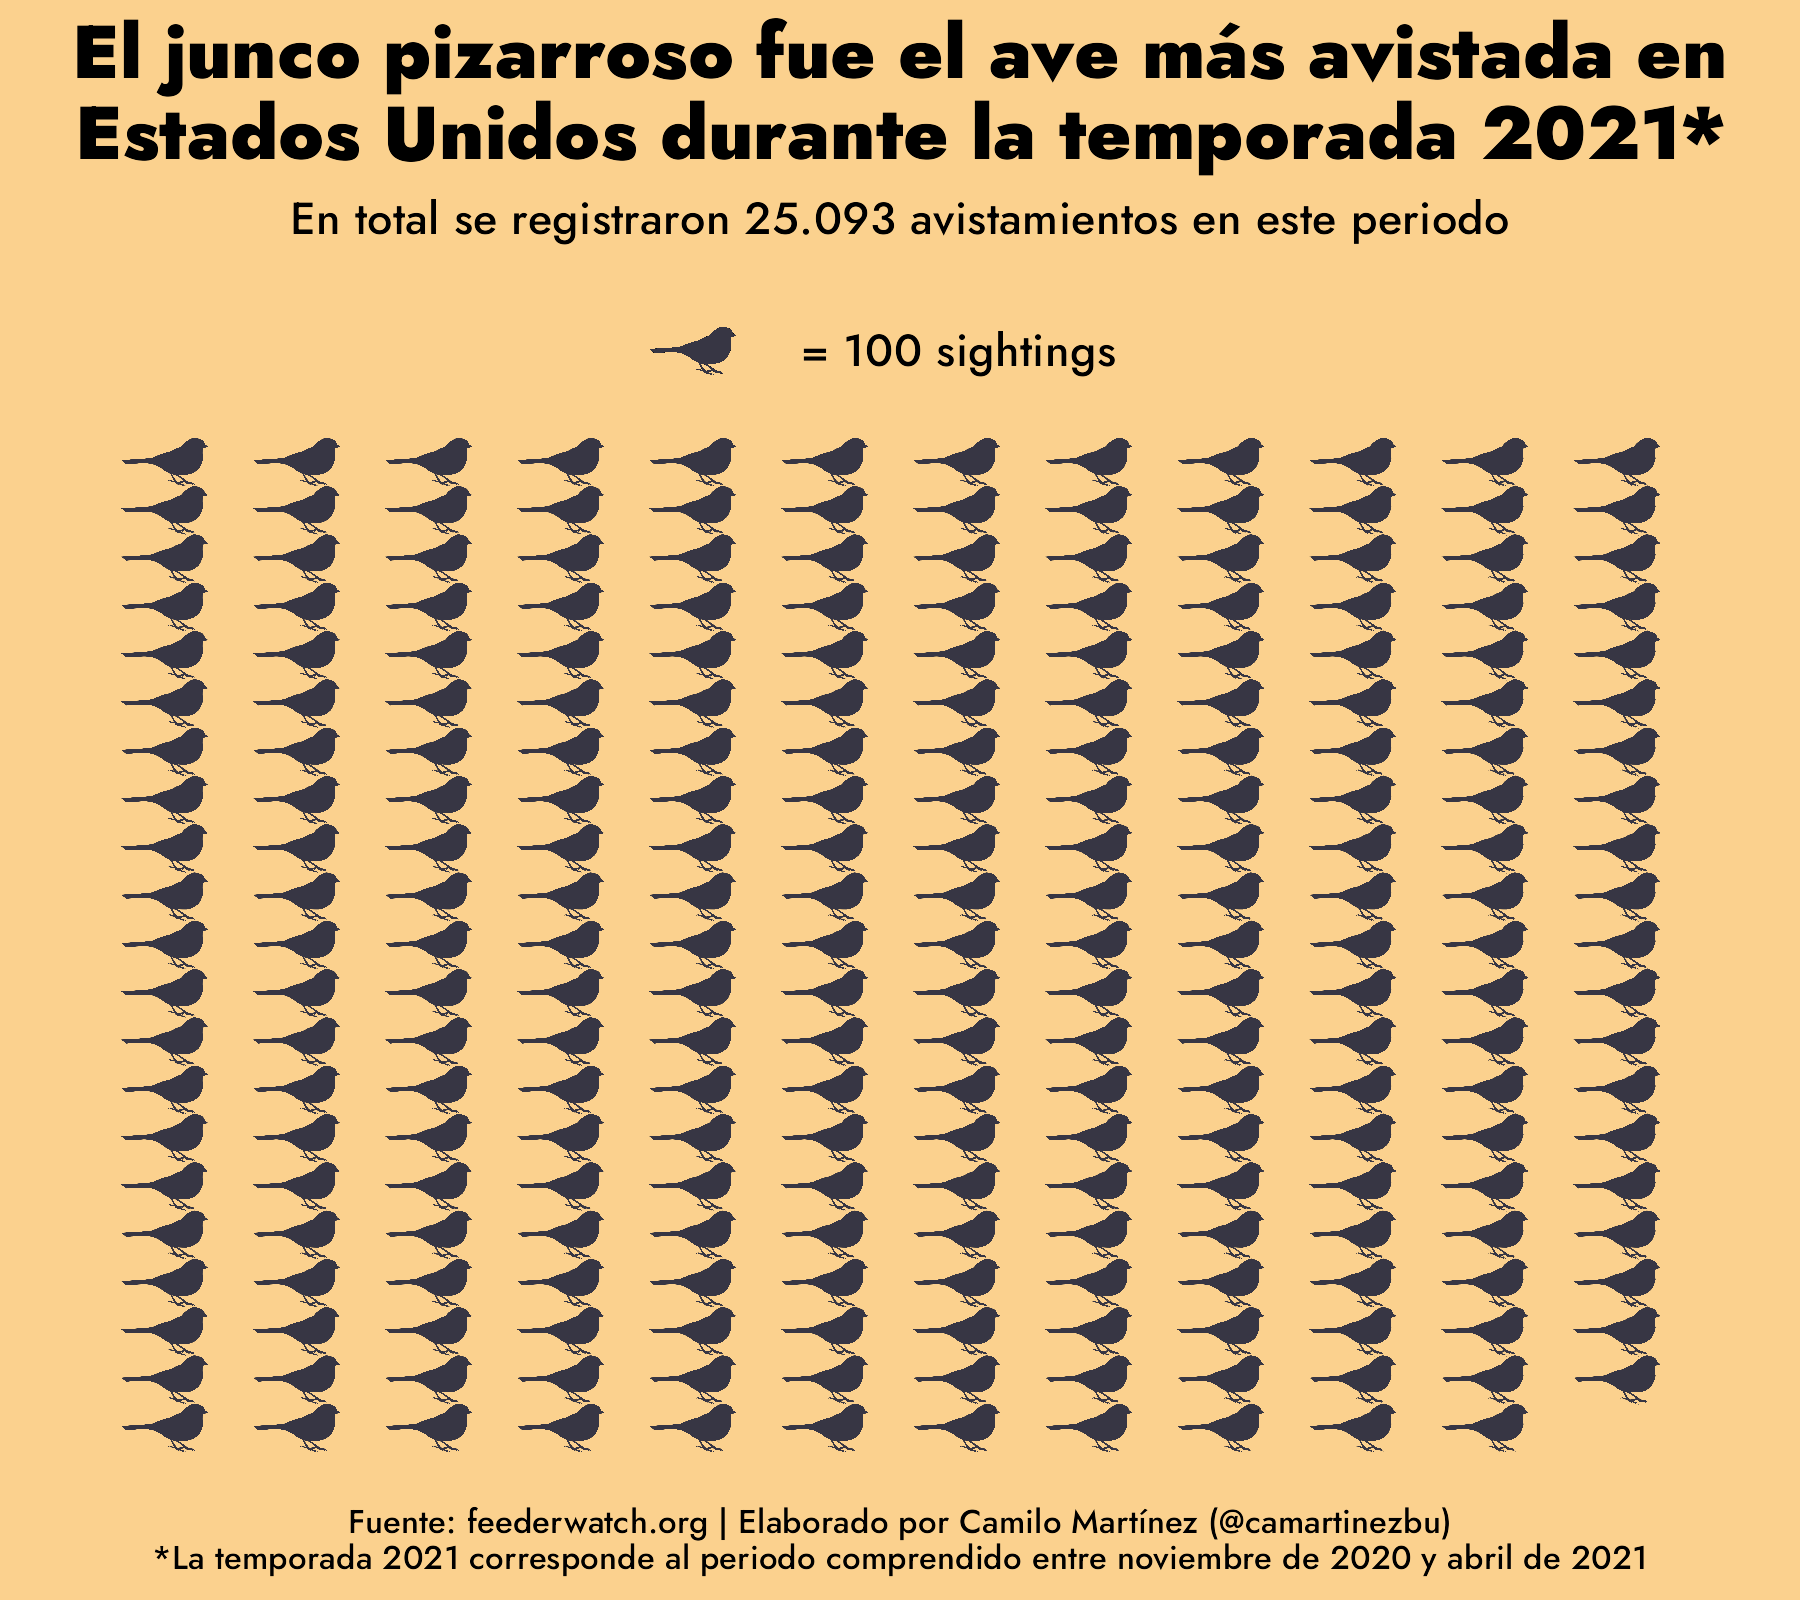 El junco pizarroso fue el ave más avistada en
Estados Unidos durante la temporada 2021*
En total se registraron 25.093 avistamientos en este periodo
= 100 sightings
Fuente: feederwatch.org | Elaborado por Camilo Martínez (@camartinezbu)
*La temporada 2021 corresponde al periodo comprendido entre noviembre de 2020 y abril de 2021